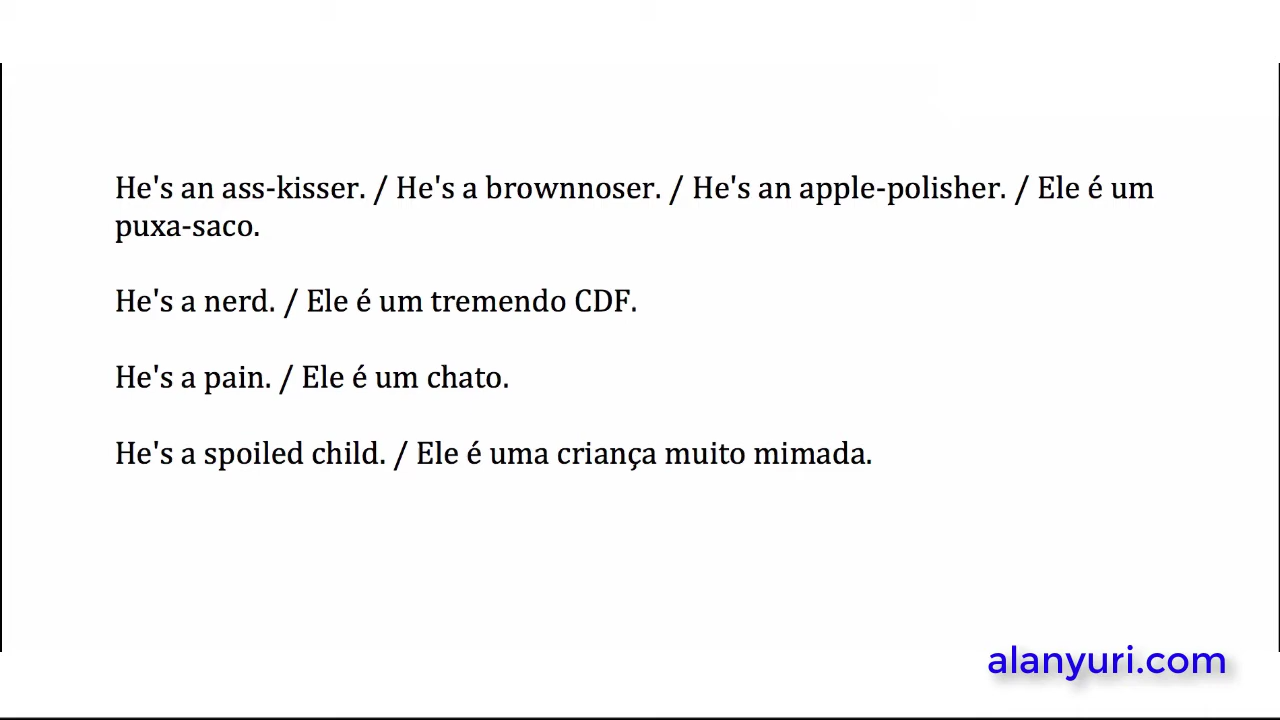 He's an ass-kisser. / He's a brownnoser. / He's an apple-polisher. / Ele é um
puxa-saco.
He's a nerd. / Ele é um tremendo CDF.
He's a pain. / Ele é um chato.
He's a spoiled child. / Ele é uma criança muito mimada.
alanyuri.com